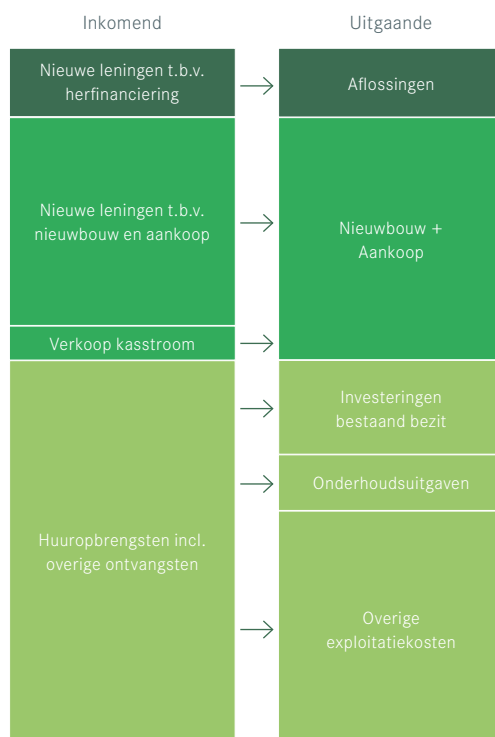 Inkomend
Uitgaande
Nieuwe leningen t.b.v.
herfinanciering
Aflossingen
Nieuwe leningen t.b.v.
nieuwbouw en aankoop
Nieuwbouw +
Aankoop
Verkoop kasstroom
Investeringen
bestaand bezit
Onderhoudsuitgaven
Huuropbrengsten incl.
overige ontvangsten
Overige
exploitatiekosten